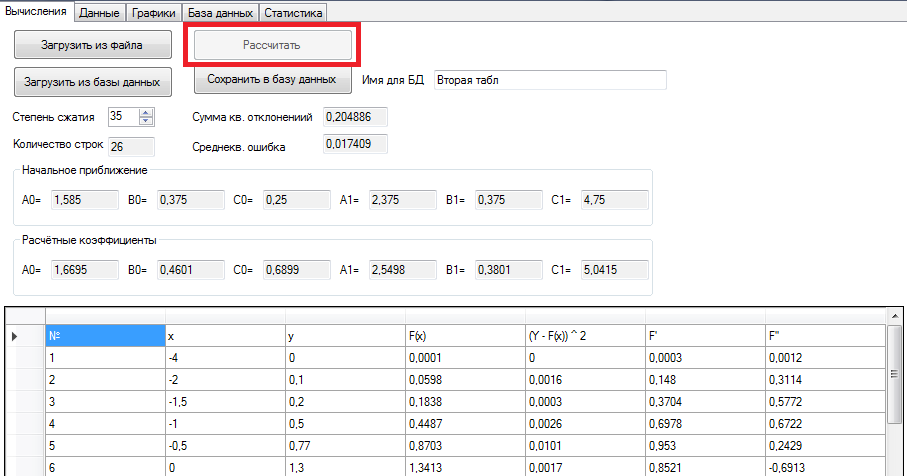 Вычисления Данные Графики База данных Статистика
Загрузить из файла Рассчитать
Загрузить из базы данных Сохранить в базу данных Имя для БД Вторая табл
Степень сжатия 35 Сумма кв. отклонениий 0,204886
Количество строк 26 Среднекв. ошибка 0,017409
Начальное приближение
A0= 1,585 B0= 0,375 C0= 0,25 A1= 2,375 B1= 0,375 C1= 4,75
Расчётные коэффициенты
A0= 1,6695 B0= 0,4601 C0= 0,6899 A1= 2,5498 B1= 0,3801 C1= 5,0415
№ x y F(x) (Y - F(x)) ^ 2 F' F''
1 -4 0 0,0001 0 0,0003 0,0012
2 -2 0,1 0,0598 0,0016 0,148 0,3114
3 -1,5 0,2 0,1838 0,0003 0,3704 0,5772
4 -1 0,5 0,4487 0,0026 0,6978 0,6722
5 -0,5 0,77 0,8703 0,0101 0,953 0,2429
6 0 1,3 1,3413 0,0017 0,8521 -0,6913